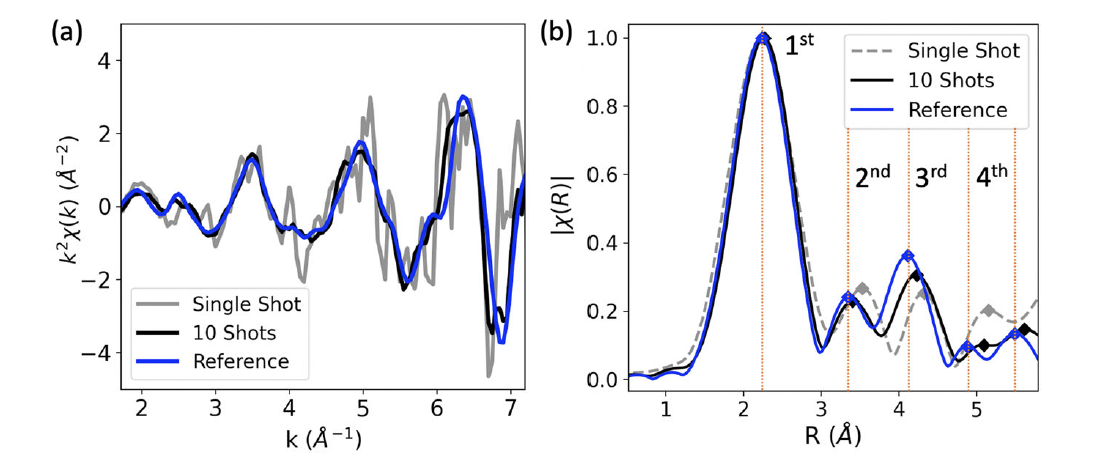 (a)
4
2
0
−2
−4
k²χ(k) (Å⁻²)
Single Shot
10 Shots
Reference
2 3 4 5 6 7
k (Å⁻¹)
(b)
1.0
0.8
0.6
0.4
0.2
0.0
|χ(R)|
1ˢᵗ
Single Shot
10 Shots
Reference
2ⁿᵈ 3ʳᵈ 4ᵗʰ
1 2 3 4 5
R (Å)